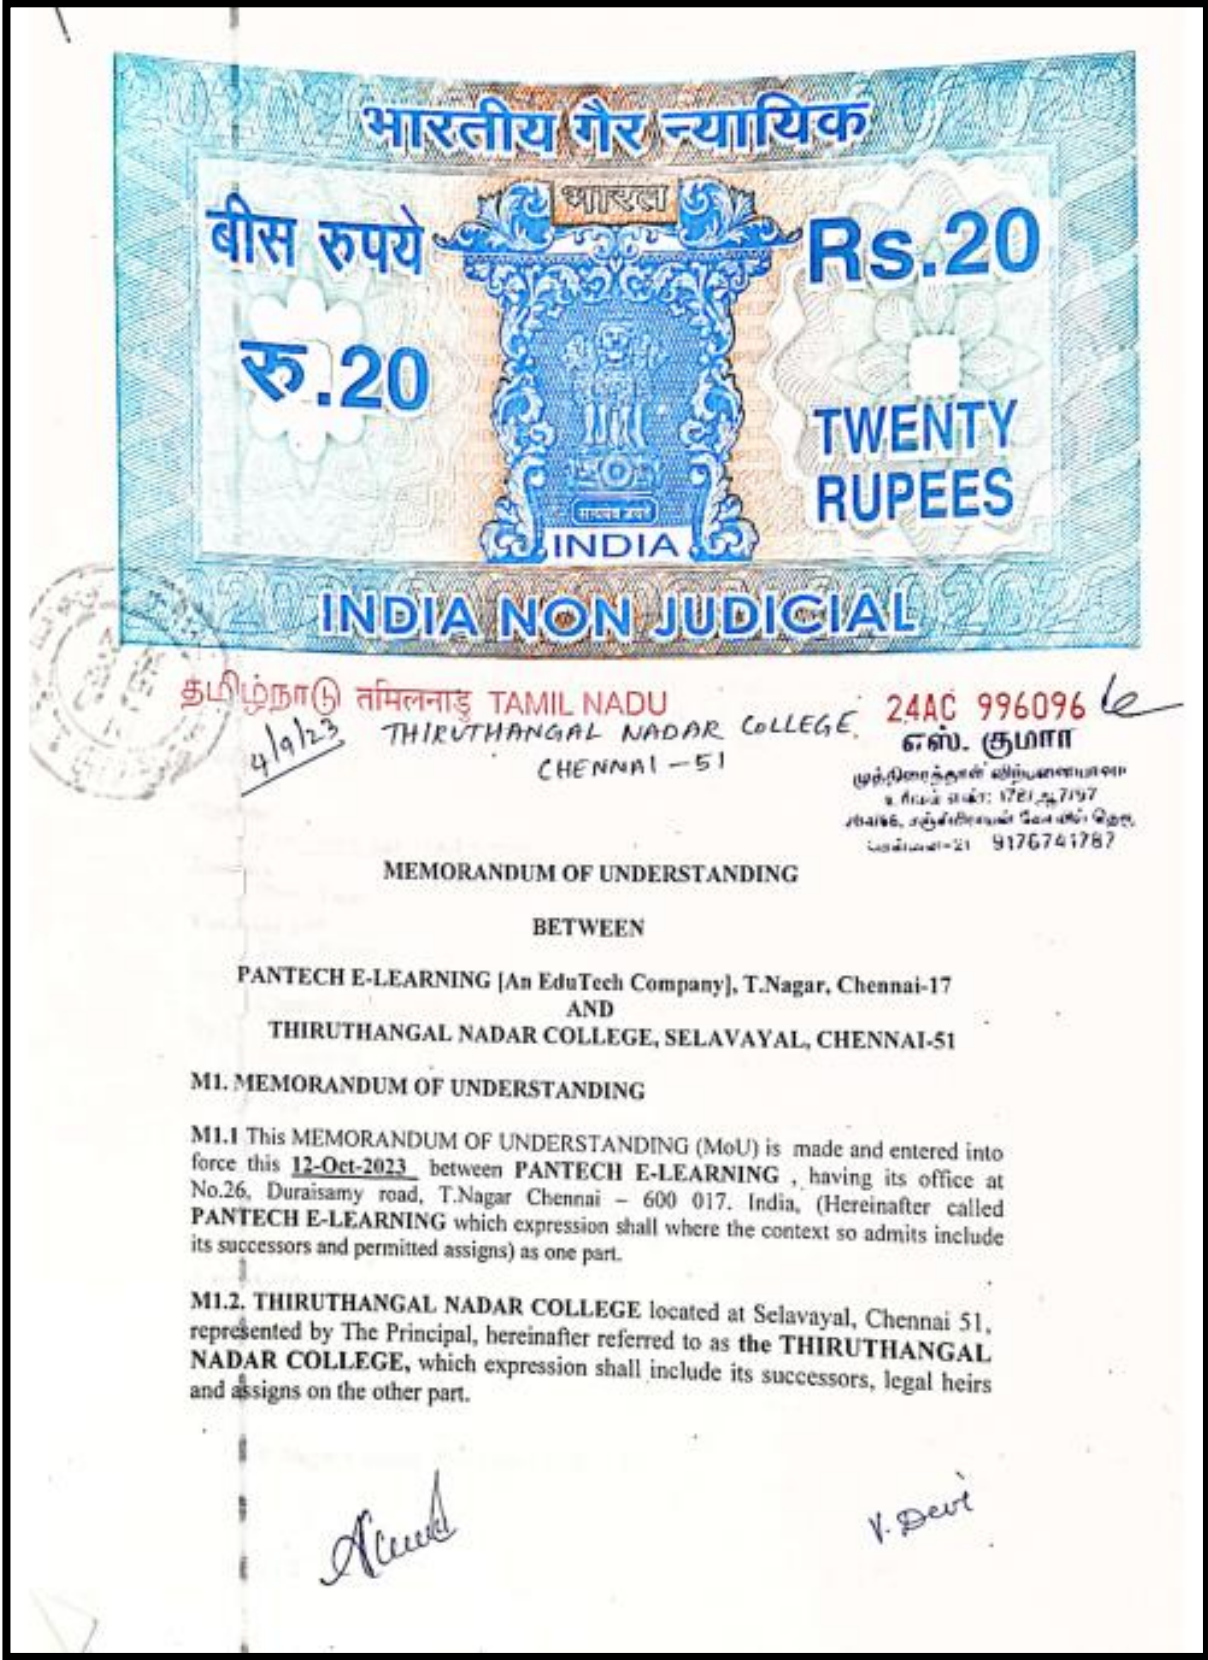 भारतीय गैर न्यायिक
भारत
बीस रुपये
Rs.20
रु.20
TWENTY
RUPEES
सत्यमेव जयते
INDIA
INDIA NON JUDICIAL
தமிழ்நாடு तमिलनाडु TAMIL NADU
24AC 996096
4/9/23
THIRUTHANGAL NADAR COLLEGE.
CHENNAI - 51
எஸ். குமார்
9176741787
MEMORANDUM OF UNDERSTANDING
BETWEEN
PANTECH E-LEARNING [An EduTech Company], T.Nagar, Chennai-17
AND
THIRUTHANGAL NADAR COLLEGE, SELAVAYAL, CHENNAI-51
M1. MEMORANDUM OF UNDERSTANDING
M1.1 This MEMORANDUM OF UNDERSTANDING (MoU) is made and entered into
force this 12-Oct-2023 between PANTECH E-LEARNING , having its office at
No.26, Duraisamy road, T.Nagar Chennai – 600 017. India, (Hereinafter called
PANTECH E-LEARNING which expression shall where the context so admits include
its successors and permitted assigns) as one part.
M1.2. THIRUTHANGAL NADAR COLLEGE located at Selavayal, Chennai 51,
represented by The Principal, hereinafter referred to as the THIRUTHANGAL
NADAR COLLEGE, which expression shall include its successors, legal heirs
and assigns on the other part.
V. Devi